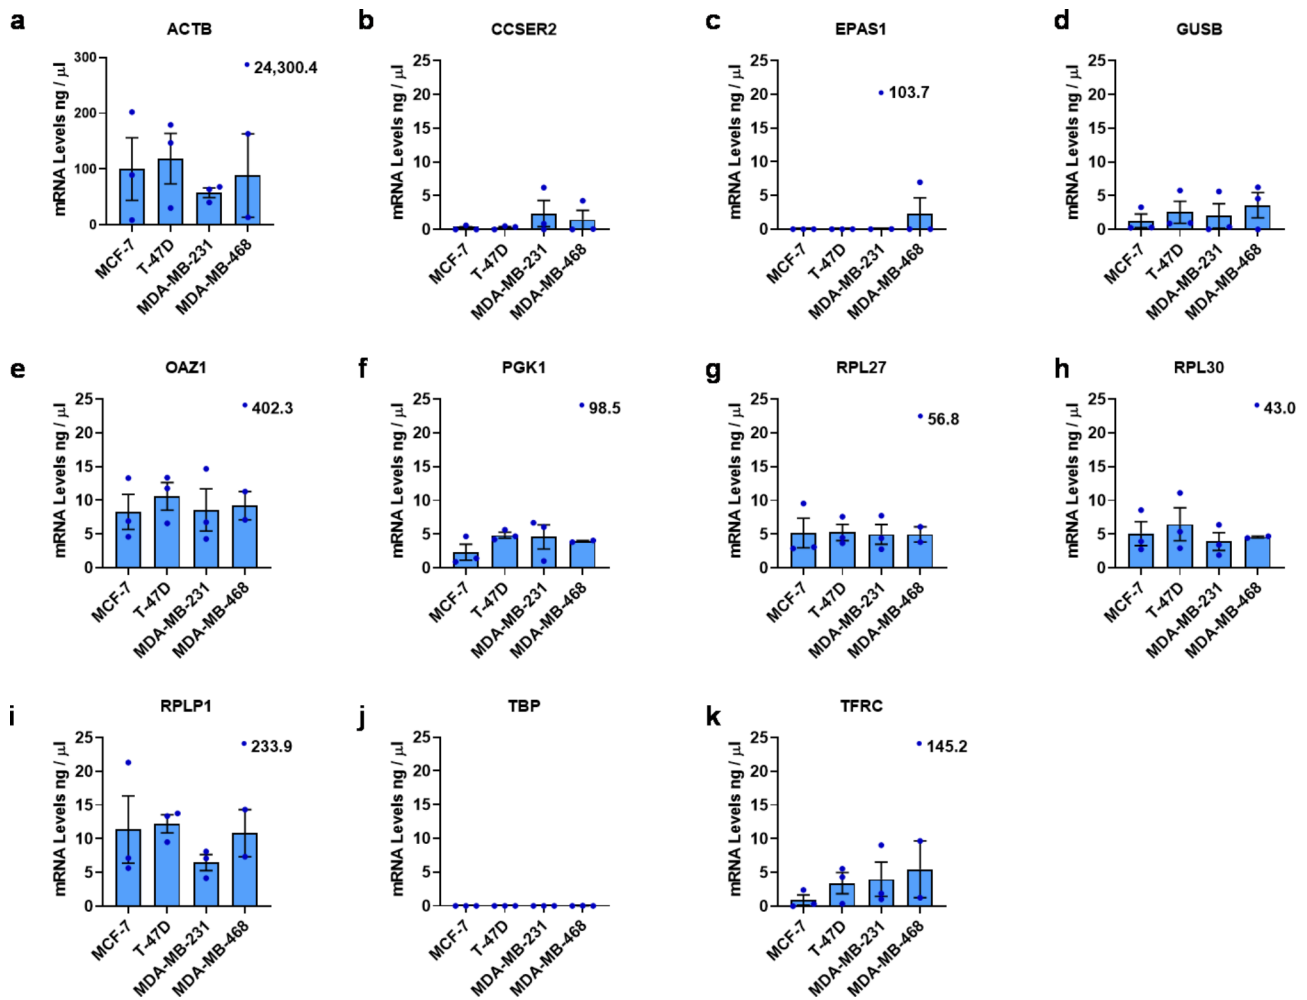 a
ACTB
mRNA Levels ng / µl
300
200
100
0
24,300.4
MCF-7
T-47D
MDA-MB-231
MDA-MB-468
b
CCSER2
mRNA Levels ng / µl
25
20
15
10
5
0
MCF-7
T-47D
MDA-MB-231
MDA-MB-468
c
EPAS1
mRNA Levels ng / µl
25
20
15
10
5
0
103.7
MCF-7
T-47D
MDA-MB-231
MDA-MB-468
d
GUSB
mRNA Levels ng / µl
25
20
15
10
5
0
MCF-7
T-47D
MDA-MB-231
MDA-MB-468
e
OAZ1
mRNA Levels ng / µl
25
20
15
10
5
0
402.3
MCF-7
T-47D
MDA-MB-231
MDA-MB-468
f
PGK1
mRNA Levels ng / µl
25
20
15
10
5
0
98.5
MCF-7
T-47D
MDA-MB-231
MDA-MB-468
g
RPL27
mRNA Levels ng / µl
25
20
15
10
5
0
56.8
MCF-7
T-47D
MDA-MB-231
MDA-MB-468
h
RPL30
mRNA Levels ng / µl
25
20
15
10
5
0
43.0
MCF-7
T-47D
MDA-MB-231
MDA-MB-468
i
RPLP1
mRNA Levels ng / µl
25
20
15
10
5
0
233.9
MCF-7
T-47D
MDA-MB-231
MDA-MB-468
j
TBP
mRNA Levels ng / µl
25
20
15
10
5
0
MCF-7
T-47D
MDA-MB-231
MDA-MB-468
k
TFRC
mRNA Levels ng / µl
25
20
15
10
5
0
145.2
MCF-7
T-47D
MDA-MB-231
MDA-MB-468